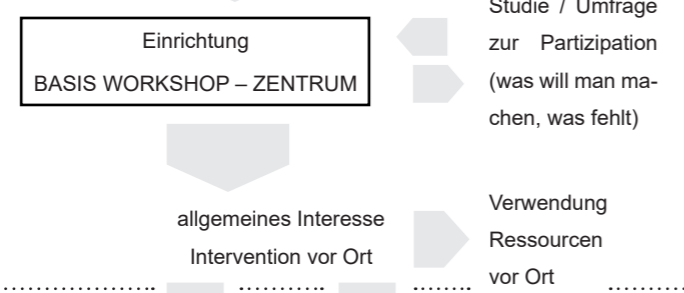 Einrichtung
BASIS WORKSHOP – ZENTRUM
Studie / Umfrage
zur Partizipation
(was will man ma-
chen, was fehlt)
allgemeines Interesse
Intervention vor Ort
Verwendung
Ressourcen
vor Ort